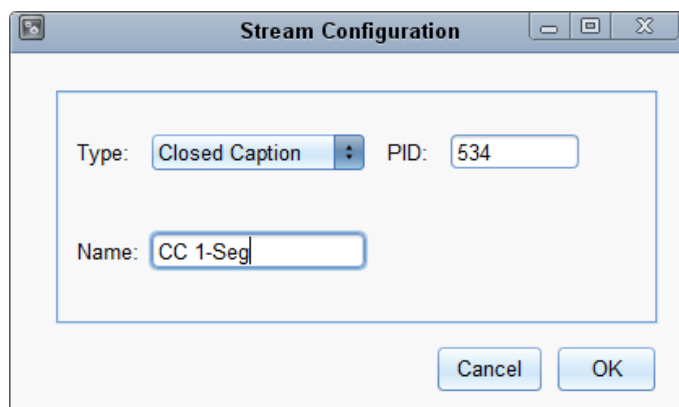 Stream Configuration
Type: Closed Caption PID: 534
Name: CC 1-Seg
Cancel OK